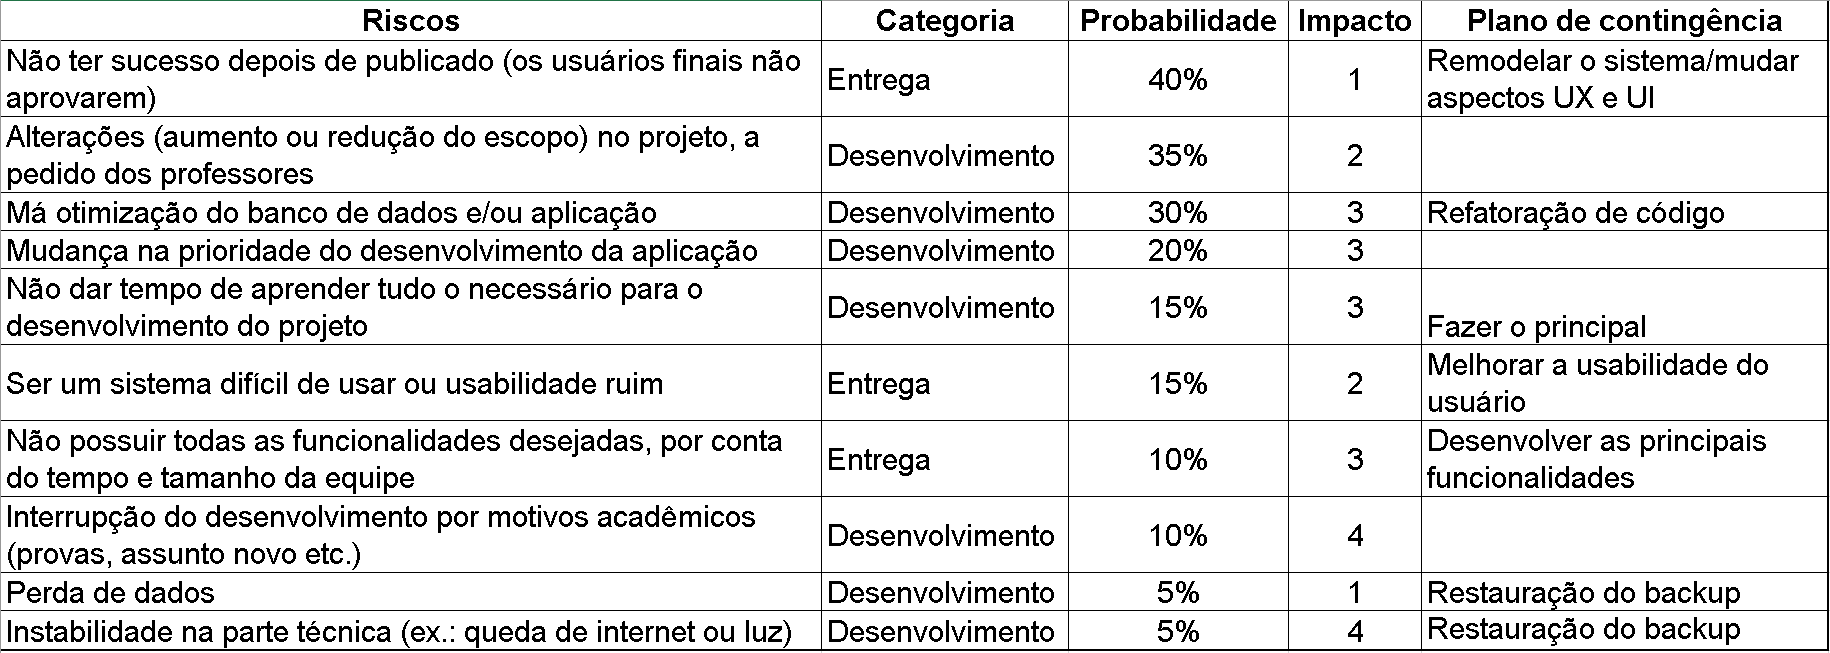 Riscos Categoria Probabilidade Impacto Plano de contingência
Não ter sucesso depois de publicado (os usuários finais não
aprovarem) Entrega 40% 1 Remodelar o sistema/mudar
aspectos UX e UI
Alterações (aumento ou redução do escopo) no projeto, a
pedido dos professores Desenvolvimento 35% 2
Má otimização do banco de dados e/ou aplicação Desenvolvimento 30% 3 Refatoração de código
Mudança na prioridade do desenvolvimento da aplicação Desenvolvimento 20% 3
Não dar tempo de aprender tudo o necessário para o
desenvolvimento do projeto Desenvolvimento 15% 3 Fazer o principal
Ser um sistema difícil de usar ou usabilidade ruim Entrega 15% 2 Melhorar a usabilidade do
usuário
Não possuir todas as funcionalidades desejadas, por conta
do tempo e tamanho da equipe Entrega 10% 3 Desenvolver as principais
funcionalidades
Interrupção do desenvolvimento por motivos acadêmicos
(provas, assunto novo etc.) Desenvolvimento 10% 4
Perda de dados Desenvolvimento 5% 1 Restauração do backup
Instabilidade na parte técnica (ex.: queda de internet ou luz) Desenvolvimento 5% 4 Restauração do backup